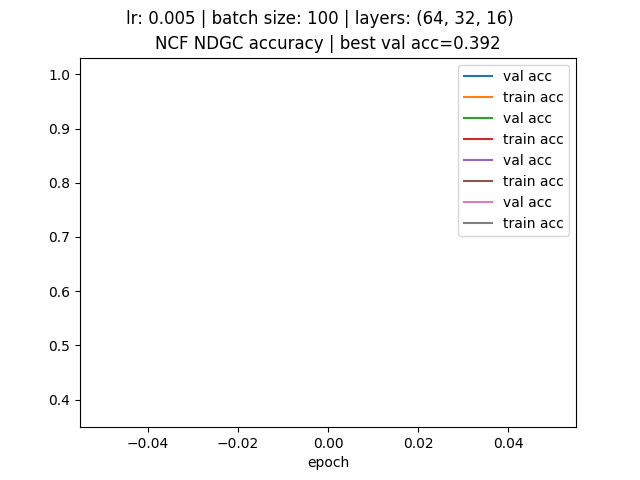 lr: 0.005 | batch size: 100 | layers: (64, 32, 16)
NCF NDGC accuracy | best val acc=0.392
1.0
0.9
0.8
0.7
0.6
0.5
0.4
val acc
train acc
val acc
train acc
val acc
train acc
val acc
train acc
−0.04
−0.02
0.00
0.02
0.04
epoch